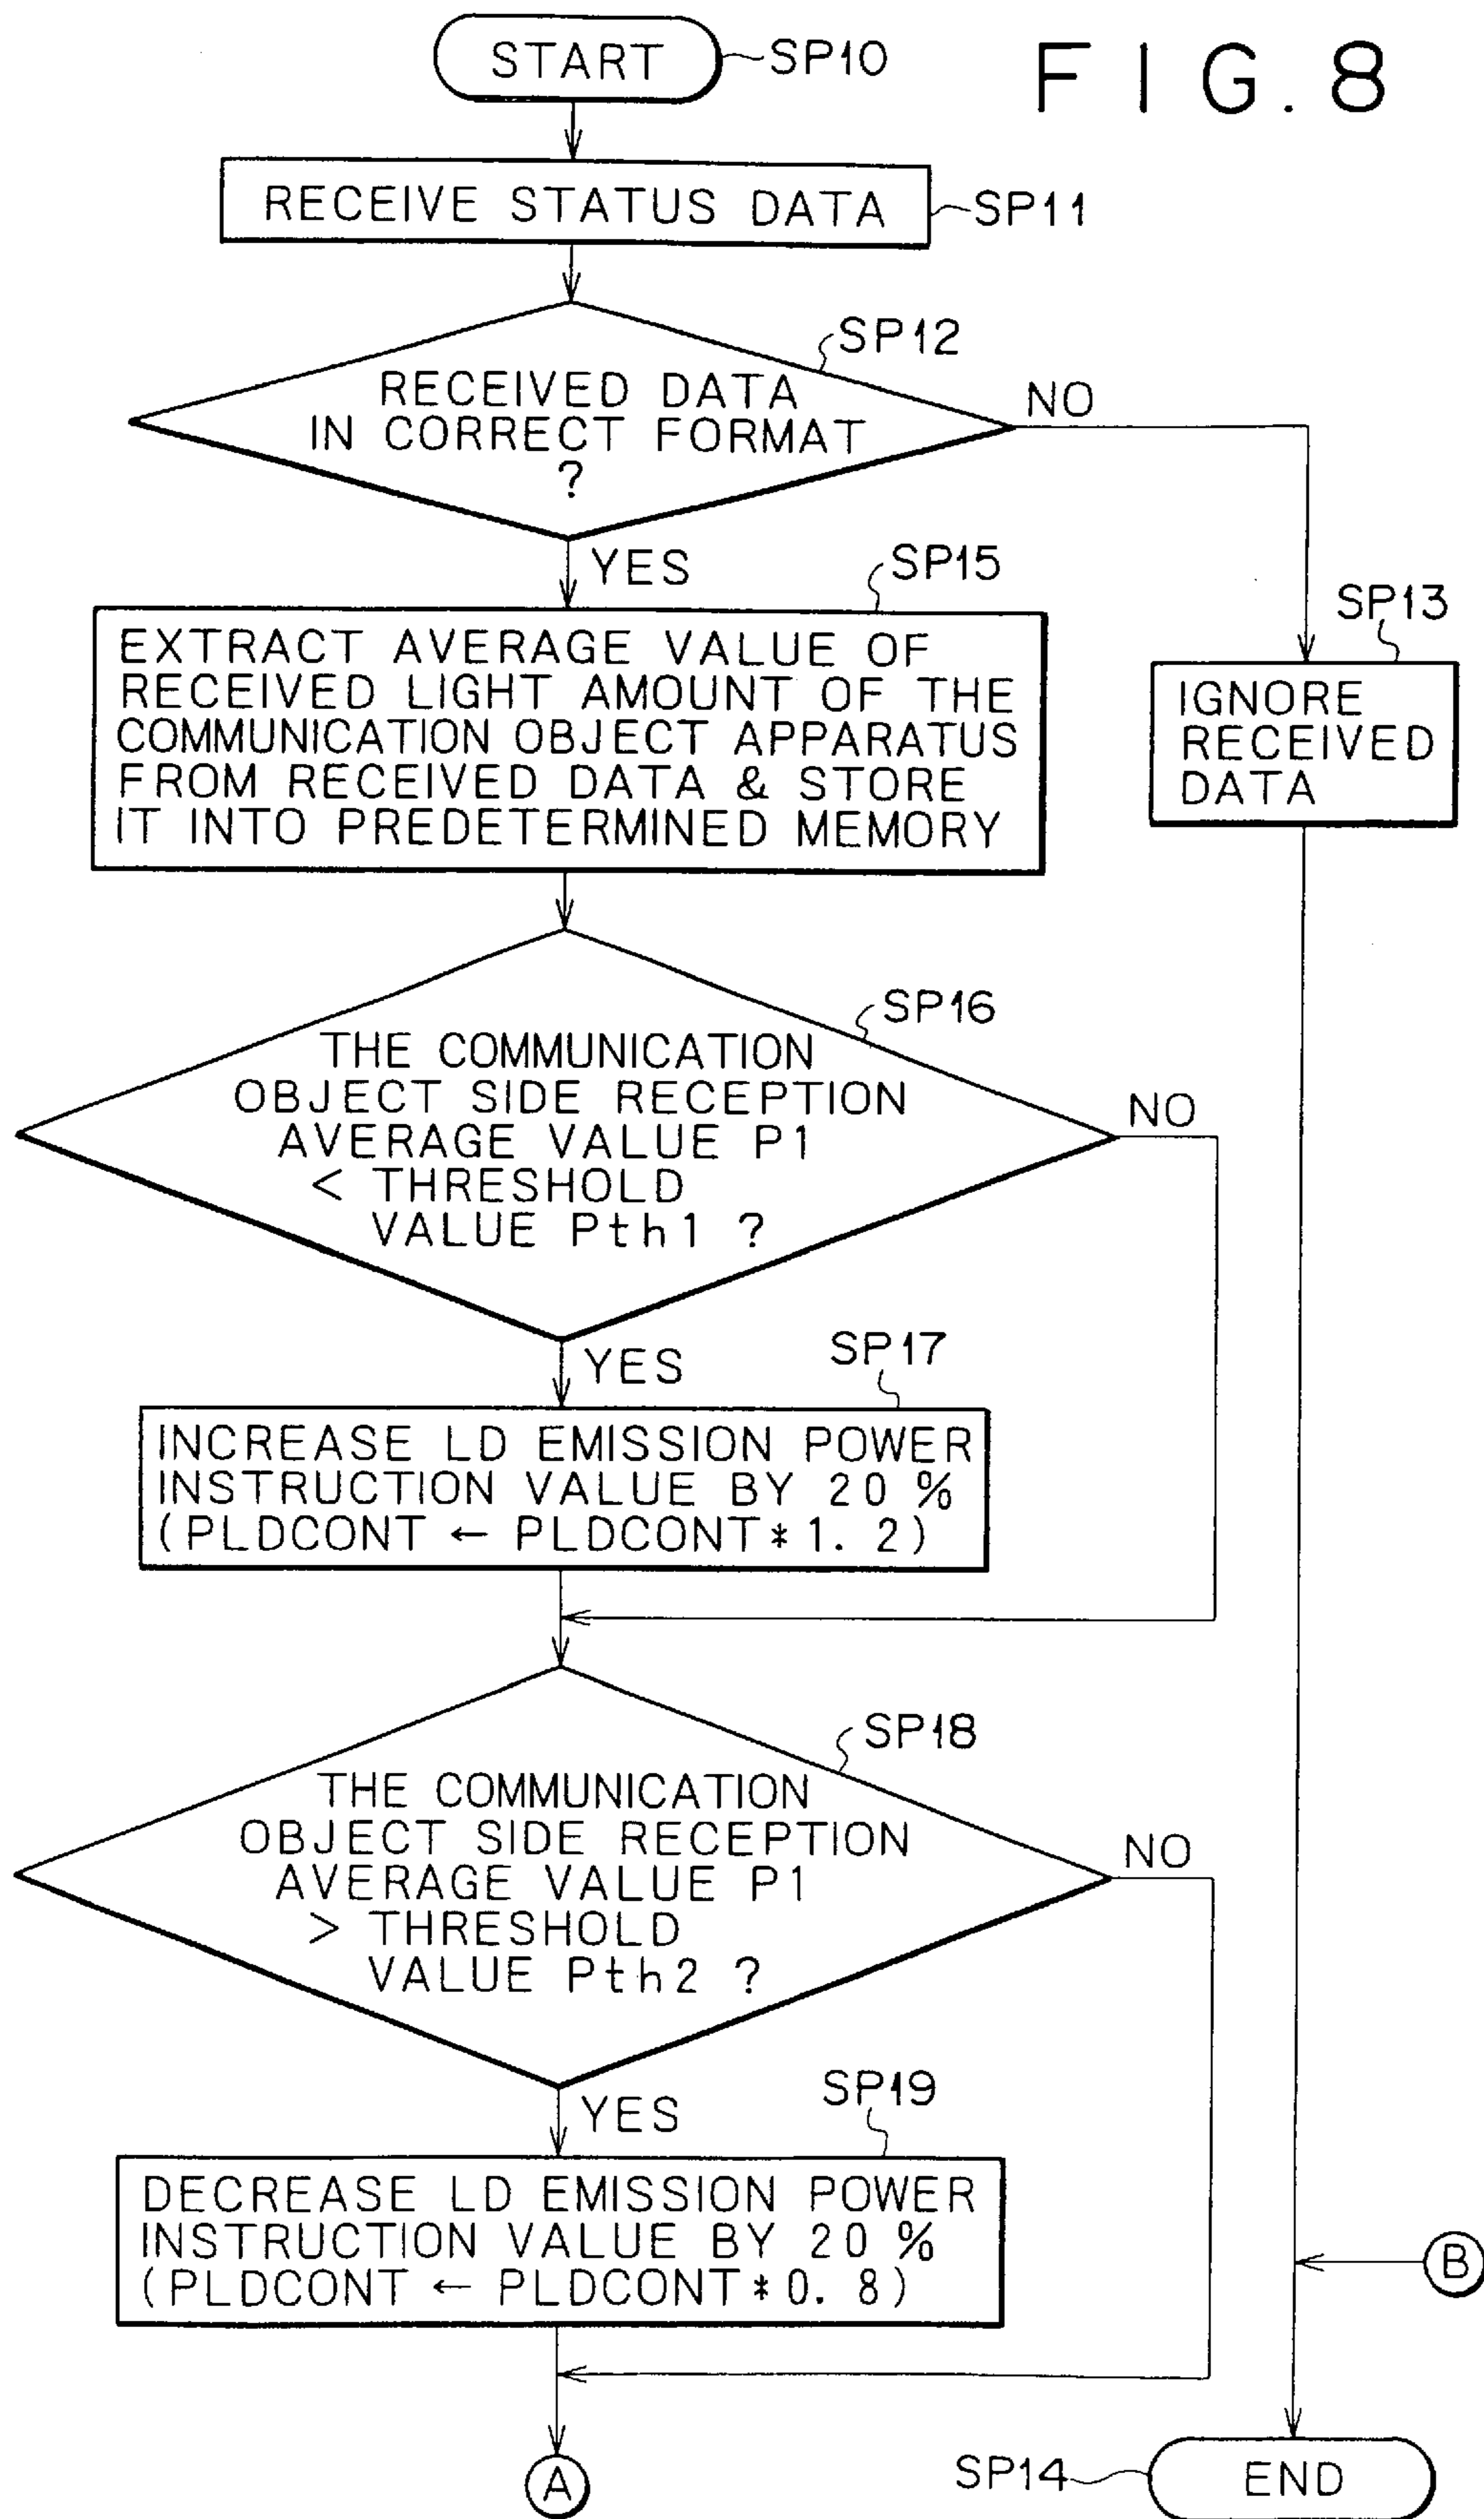 START
SP10
FIG.8
RECEIVE STATUS DATA
SP11
SP12
RECEIVED DATA
IN CORRECT FORMAT
?
NO
YES
SP15
SP13
EXTRACT AVERAGE VALUE OF
RECEIVED LIGHT AMOUNT OF THE
COMMUNICATION OBJECT APPARATUS
FROM RECEIVED DATA & STORE
IT INTO PREDETERMINED MEMORY
IGNORE
RECEIVED
DATA
SP16
THE COMMUNICATION
OBJECT SIDE RECEPTION
AVERAGE VALUE P1
< THRESHOLD
VALUE Pth1 ?
NO
YES
SP17
INCREASE LD EMISSION POWER
INSTRUCTION VALUE BY 20 %
(PLDCONT ← PLDCONT * 1. 2)
SP18
THE COMMUNICATION
OBJECT SIDE RECEPTION
AVERAGE VALUE P1
> THRESHOLD
VALUE Pth2 ?
NO
YES
SP19
DECREASE LD EMISSION POWER
INSTRUCTION VALUE BY 20 %
(PLDCONT ← PLDCONT * 0. 8)
B
A
SP14
END